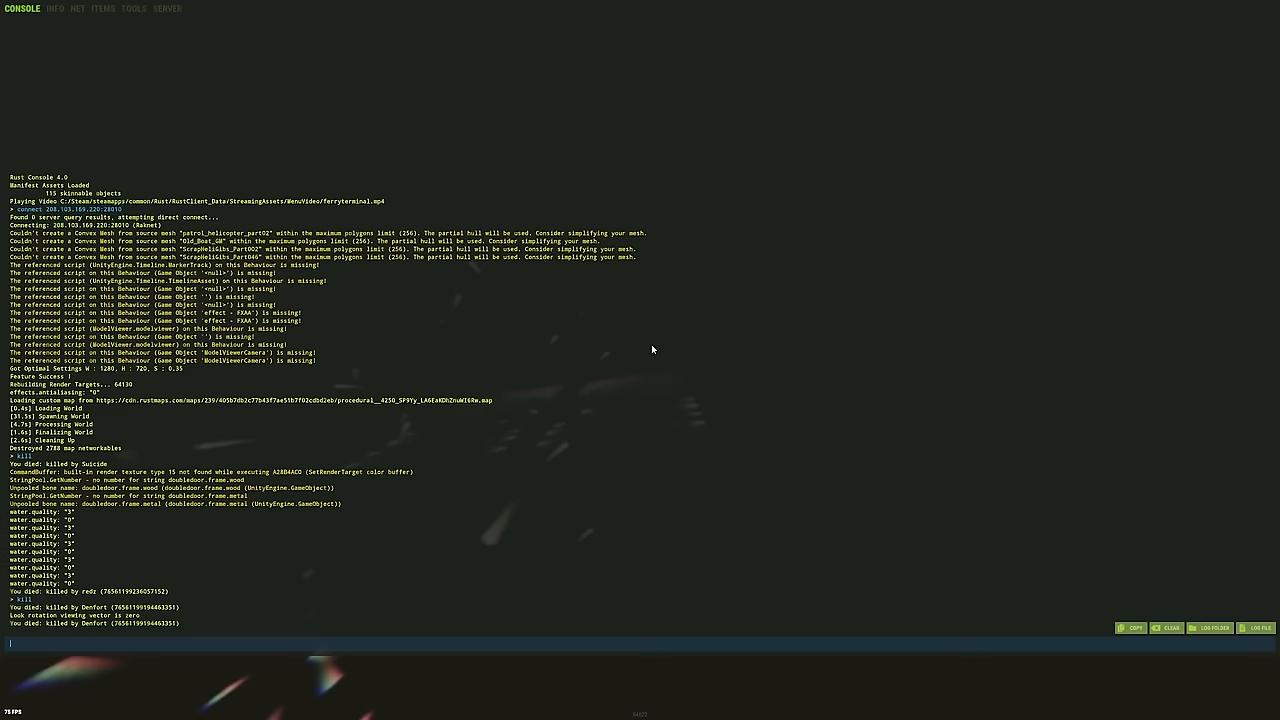 CONSOLE INFO NET ITEMS TOOLS SERVER
Rust Console 4.0
Manifest Assets Loaded
115 skinnable objects
Playing Video C:/Steam/steamapps/common/Rust/RustClient_Data/StreamingAssets/MenuVideo/ferryterminal.mp4
> connect 208.103.169.220:28010
Found 0 server query results, attempting direct connect...
Connecting: 208.103.169.220:28010 (Raknet)
Couldn't create a Convex Mesh from source mesh "patrol_helicopter_part02" within the maximum polygons limit (256). The partial hull will be used. Consider simplifying your mesh.
Couldn't create a Convex Mesh from source mesh "Old_Boat_GM" within the maximum polygons limit (256). The partial hull will be used. Consider simplifying your mesh.
Couldn't create a Convex Mesh from source mesh "ScrapHeliGibs_Part002" within the maximum polygons limit (256). The partial hull will be used. Consider simplifying your mesh.
Couldn't create a Convex Mesh from source mesh "ScrapHeliGibs_Part046" within the maximum polygons limit (256). The partial hull will be used. Consider simplifying your mesh.
The referenced script (UnityEngine.Timeline.MarkerTrack) on this Behaviour is missing!
The referenced script on this Behaviour (Game Object '<null>') is missing!
The referenced script (UnityEngine.Timeline.TimelineAsset) on this Behaviour is missing!
The referenced script on this Behaviour (Game Object '<null>') is missing!
The referenced script on this Behaviour (Game Object '') is missing!
The referenced script on this Behaviour (Game Object '<null>') is missing!
The referenced script on this Behaviour (Game Object 'effect - FXAA') is missing!
The referenced script on this Behaviour (Game Object 'effect - FXAA') is missing!
The referenced script (ModelViewer.modelviewer) on this Behaviour is missing!
The referenced script on this Behaviour (Game Object '') is missing!
The referenced script (ModelViewer.modelviewer) on this Behaviour is missing!
The referenced script on this Behaviour (Game Object 'ModelViewerCamera') is missing!
The referenced script on this Behaviour (Game Object 'ModelViewerCamera') is missing!
Got Optimal Settings W : 1280, H : 720, S : 0.35
Feature Success !
Rebuilding Render Targets... 64130
effects.antialiasing: "0"
Loading custom map from https://cdn.rustmaps.com/maps/239/405b7db2c77b43f7ae51b7f02cdbd2eb/procedural__4250_SP9Yy_LA6EaKDhZnuWI6Rw.map
[0.4s] Loading World
[31.5s] Spawning World
[4.7s] Processing World
[1.6s] Finalizing World
[2.6s] Cleaning Up
Destroyed 2788 map networkables
> kill
You died: killed by Suicide
CommandBuffer: built-in render texture type 15 not found while executing A28B4AC0 (SetRenderTarget color buffer)
StringPool.GetNumber - no number for string doubledoor.frame.wood
Unpooled bone name: doubledoor.frame.wood (doubledoor.frame.wood (UnityEngine.GameObject))
StringPool.GetNumber - no number for string doubledoor.frame.metal
Unpooled bone name: doubledoor.frame.metal (doubledoor.frame.metal (UnityEngine.GameObject))
water.quality: "3"
water.quality: "0"
water.quality: "3"
water.quality: "0"
water.quality: "3"
water.quality: "0"
water.quality: "3"
water.quality: "0"
water.quality: "3"
water.quality: "0"
You died: killed by redz (76561199236057152)
> kill
You died: killed by Denfort (76561199194463351)
Look rotation viewing vector is zero
You died: killed by Denfort (76561199194463351)
COPY CLEAR LOG FOLDER LOG FILE
75 FPS